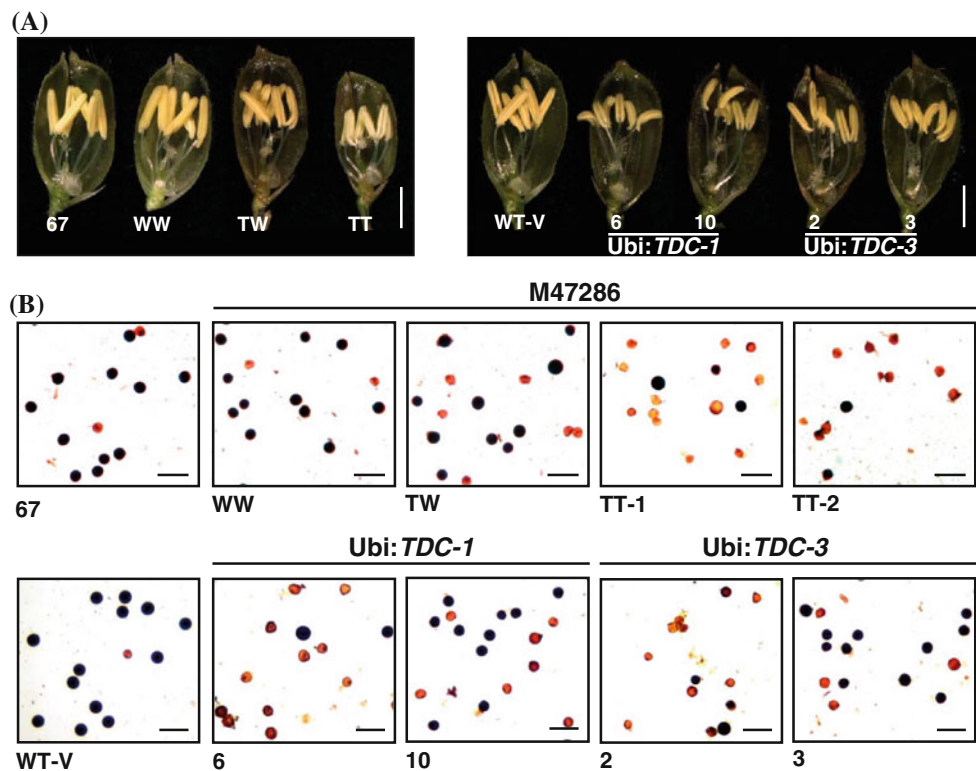 (A)
67 WW TW TT
WT-V 6 10 2 3
Ubi:TDC-1 Ubi:TDC-3
(B)
M47286
67 WW TW TT-1 TT-2
Ubi:TDC-1 Ubi:TDC-3
WT-V 6 10 2 3